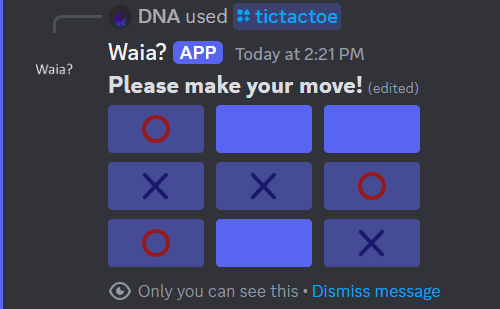 DNA used tictactoe
Waia? APP Today at 2:21 PM
Waia?
Please make your move! (edited)
O
X X O
O X
Only you can see this • Dismiss message